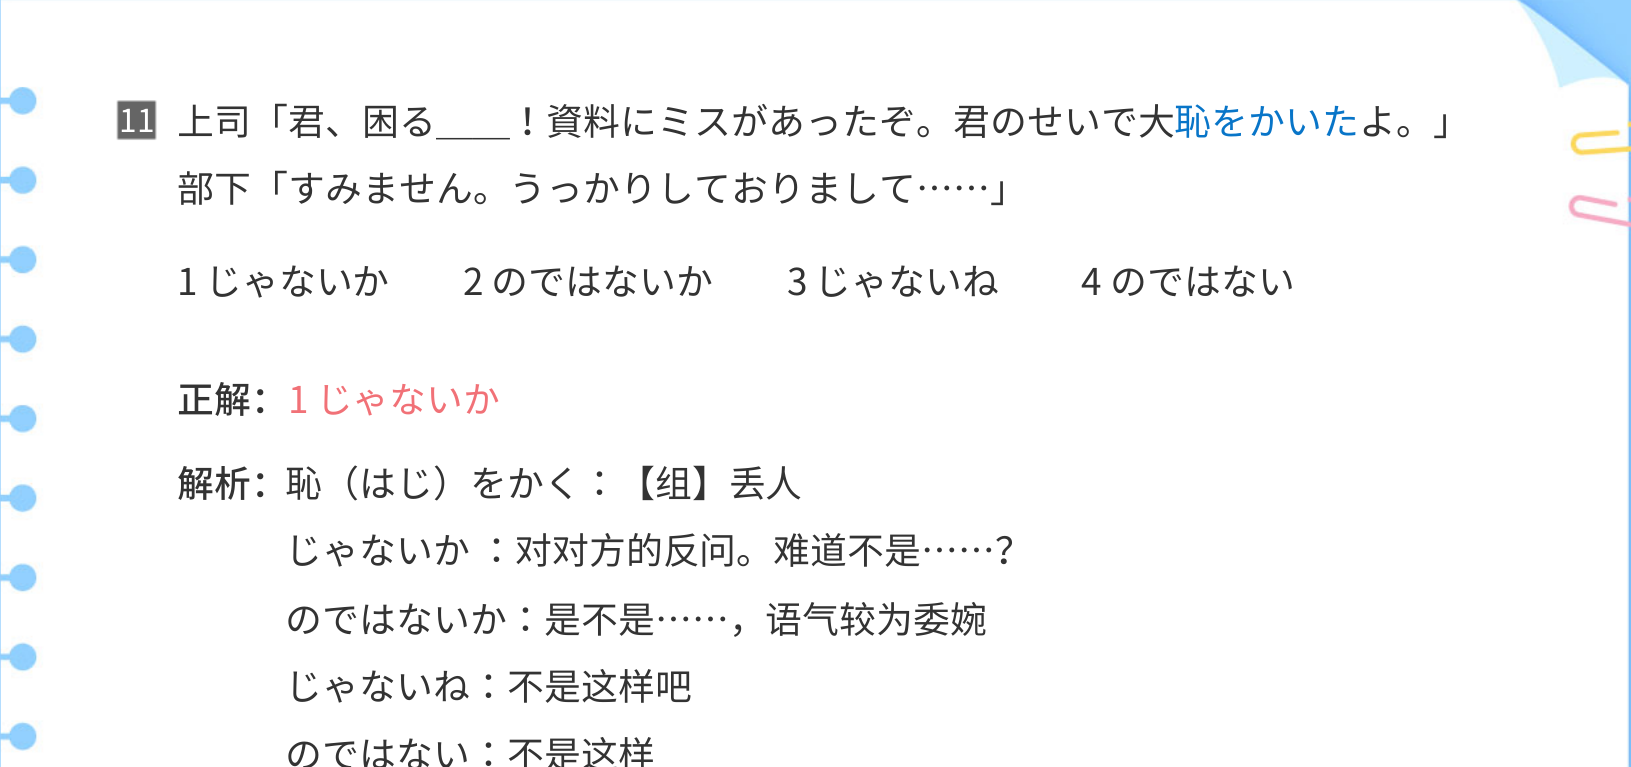 11 上司「君、困る____！資料にミスがあったぞ。君のせいで大恥をかいたよ。」
部下「すみません。うっかりしておりまして……」
1 じゃないか 2 のではないか 3 じゃないね 4 のではない
正解：1 じゃないか
解析：恥（はじ）をかく：【组】丢人
じゃないか ：对对方的反问。难道不是……？
のではないか：是不是……，语气较为委婉
じゃないね：不是这样吧
のではない：不是这样